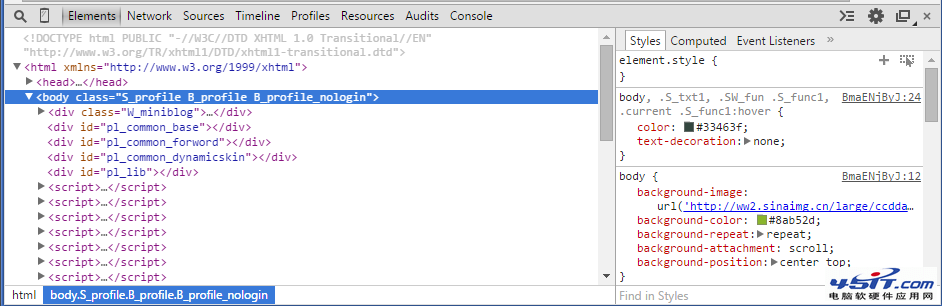 Elements Network Sources Timeline Profiles Resources Audits Console
<!DOCTYPE html PUBLIC "-//W3C//DTD XHTML 1.0 Transitional//EN"
"http://www.w3.org/TR/xhtml1/DTD/xhtml1-transitional.dtd">
<html xmlns="http://www.w3.org/1999/xhtml">
<head>…</head>
<body class="S_profile B_profile B_profile_nologin">
<div class="W_miniblog">…</div>
<div id="pl_common_base"></div>
<div id="pl_common_forword"></div>
<div id="pl_common_dynamicskin"></div>
<div id="pl_lib"></div>
<script>…</script>
<script>…</script>
<script>…</script>
<script>…</script>
<script>…</script>
<script>…</script>
<script>…</script>
html body.S_profile.B_profile.B_profile_nologin
Styles Computed Event Listeners »
element.style {
}
body, .S_txt1, .SW_fun .S_func1, BmaENjByJ:24
.current .S_func1:hover {
color: #33463f;
text-decoration: none;
}
body { BmaENjByJ:12
background-image:
url('http://ww2.sinaimg.cn/large/ccdda…
background-color: #8ab52d;
background-repeat: repeat;
background-attachment: scroll;
background-position: center top;
}
Find in Styles
45IT.com
电脑软硬件应用网